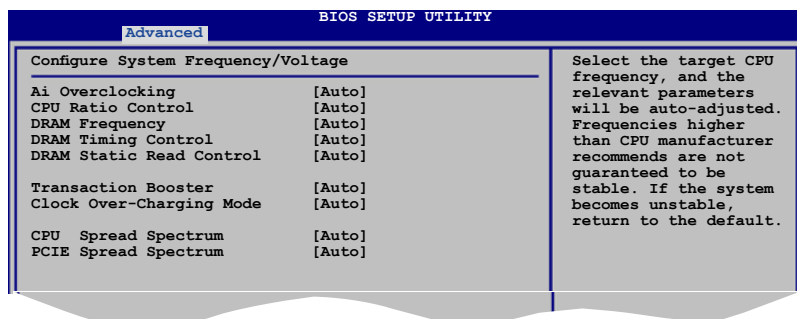 BIOS SETUP UTILITY
Advanced
Configure System Frequency/Voltage
Ai Overclocking [Auto]
CPU Ratio Control [Auto]
DRAM Frequency [Auto]
DRAM Timing Control [Auto]
DRAM Static Read Control [Auto]
Transaction Booster [Auto]
Clock Over-Charging Mode [Auto]
CPU Spread Spectrum [Auto]
PCIE Spread Spectrum [Auto]
Select the target CPU
frequency, and the
relevant parameters
will be auto-adjusted.
Frequencies higher
than CPU manufacturer
recommends are not
guaranteed to be
stable. If the system
becomes unstable,
return to the default.